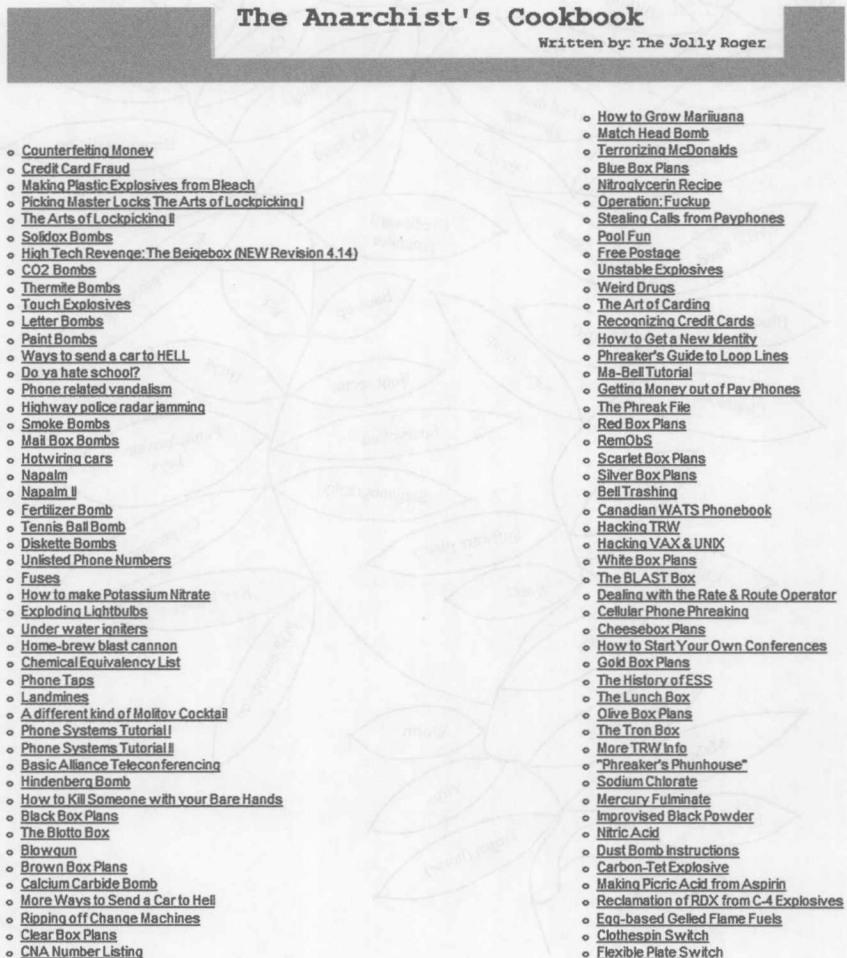 The Anarchist's Cookbook
Written by: The Jolly Roger
Counterfeiting Money
Credit Card Fraud
Making Plastic Explosives from Bleach
Picking Master Locks The Arts of Lockpicking I
The Arts of Lockpicking II
Solidox Bombs
High Tech Revenge: The Beigebox (NEW Revision 4.14)
CO2 Bombs
Thermite Bombs
Touch Explosives
Letter Bombs
Paint Bombs
Ways to send a car to HELL
Do ya hate school?
Phone related vandalism
Highway police radar jamming
Smoke Bombs
Mail Box Bombs
Hotwiring cars
Napalm
Napalm II
Fertilizer Bomb
Tennis Ball Bomb
Diskette Bombs
Unlisted Phone Numbers
Fuses
How to make Potassium Nitrate
Exploding Lightbulbs
Under water igniters
Home-brew blast cannon
Chemical Equivalency List
Phone Taps
Landmines
A different kind of Molitov Cocktail
Phone Systems Tutorial I
Phone Systems Tutorial II
Basic Alliance Teleconferencing
Hindenberg Bomb
How to Kill Someone with your Bare Hands
Black Box Plans
The Blotto Box
Blowgun
Brown Box Plans
Calcium Carbide Bomb
More Ways to Send a Car to Hell
Ripping off Change Machines
Clear Box Plans
CNA Number Listing
How to Grow Marijuana
Match Head Bomb
Terrorizing McDonalds
Blue Box Plans
Nitroglycerin Recipe
Operation: Fuckup
Stealing Calls from Payphones
Pool Fun
Free Postage
Unstable Explosives
Weird Drugs
The Art of Carding
Recognizing Credit Cards
How to Get a New Identity
Phreaker's Guide to Loop Lines
Ma-Bell Tutorial
Getting Money out of Pay Phones
The Phreak File
Red Box Plans
RemObS
Scarlet Box Plans
Silver Box Plans
Bell Trashing
Canadian WATS Phonebook
Hacking TRW
Hacking VAX & UNIX
White Box Plans
The BLAST Box
Dealing with the Rate & Route Operator
Cellular Phone Phreaking
Cheesebox Plans
How to Start Your Own Conferences
Gold Box Plans
The History of ESS
The Lunch Box
Olive Box Plans
The Tron Box
More TRW Info
"Phreaker's Phunhouse"
Sodium Chlorate
Mercury Fulminate
Improvised Black Powder
Nitric Acid
Dust Bomb Instructions
Carbon-Tet Explosive
Making Picric Acid from Aspirin
Reclamation of RDX from C-4 Explosives
Egg-based Gelled Flame Fuels
Clothespin Switch
Flexible Plate Switch